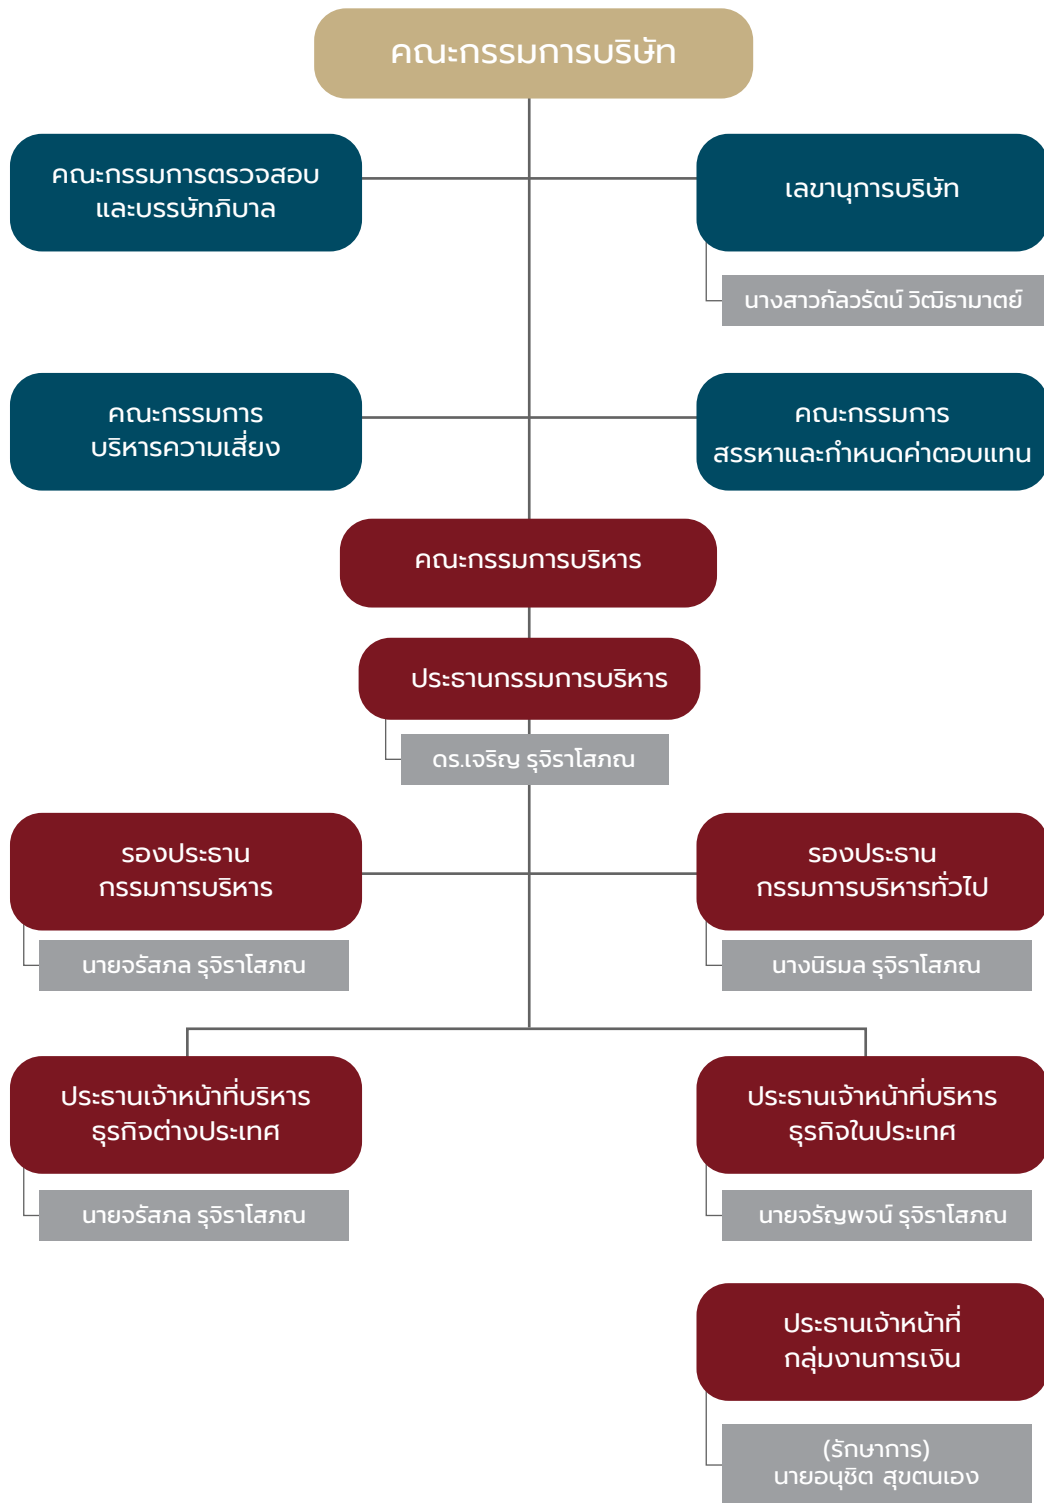 คณะกรรมการบริษัท
คณะกรรมการตรวจสอบ
และบรรษัทภิบาล
เลขานุการบริษัท
นางสาวกัลวรัตน์ วิฒิธามาตย์
คณะกรรมการ
บริหารความเสี่ยง
คณะกรรมการ
สรรหาและกำหนดค่าตอบแทน
คณะกรรมการบริหาร
ประธานกรรมการบริหาร
ดร.เจริญ รุจิราโสภณ
รองประธาน
กรรมการบริหาร
นายจรัสภล รุจิราโสภณ
รองประธาน
กรรมการบริหารทั่วไป
นางนิรมล รุจิราโสภณ
ประธานเจ้าหน้าที่บริหาร
ธุรกิจต่างประเทศ
นายจรัสภล รุจิราโสภณ
ประธานเจ้าหน้าที่บริหาร
ธุรกิจในประเทศ
นายจรัญพจน์ รุจิราโสภณ
ประธานเจ้าหน้าที่
กลุ่มงานการเงิน
(รักษาการ)
นายอนุชิต สุขตนเอง